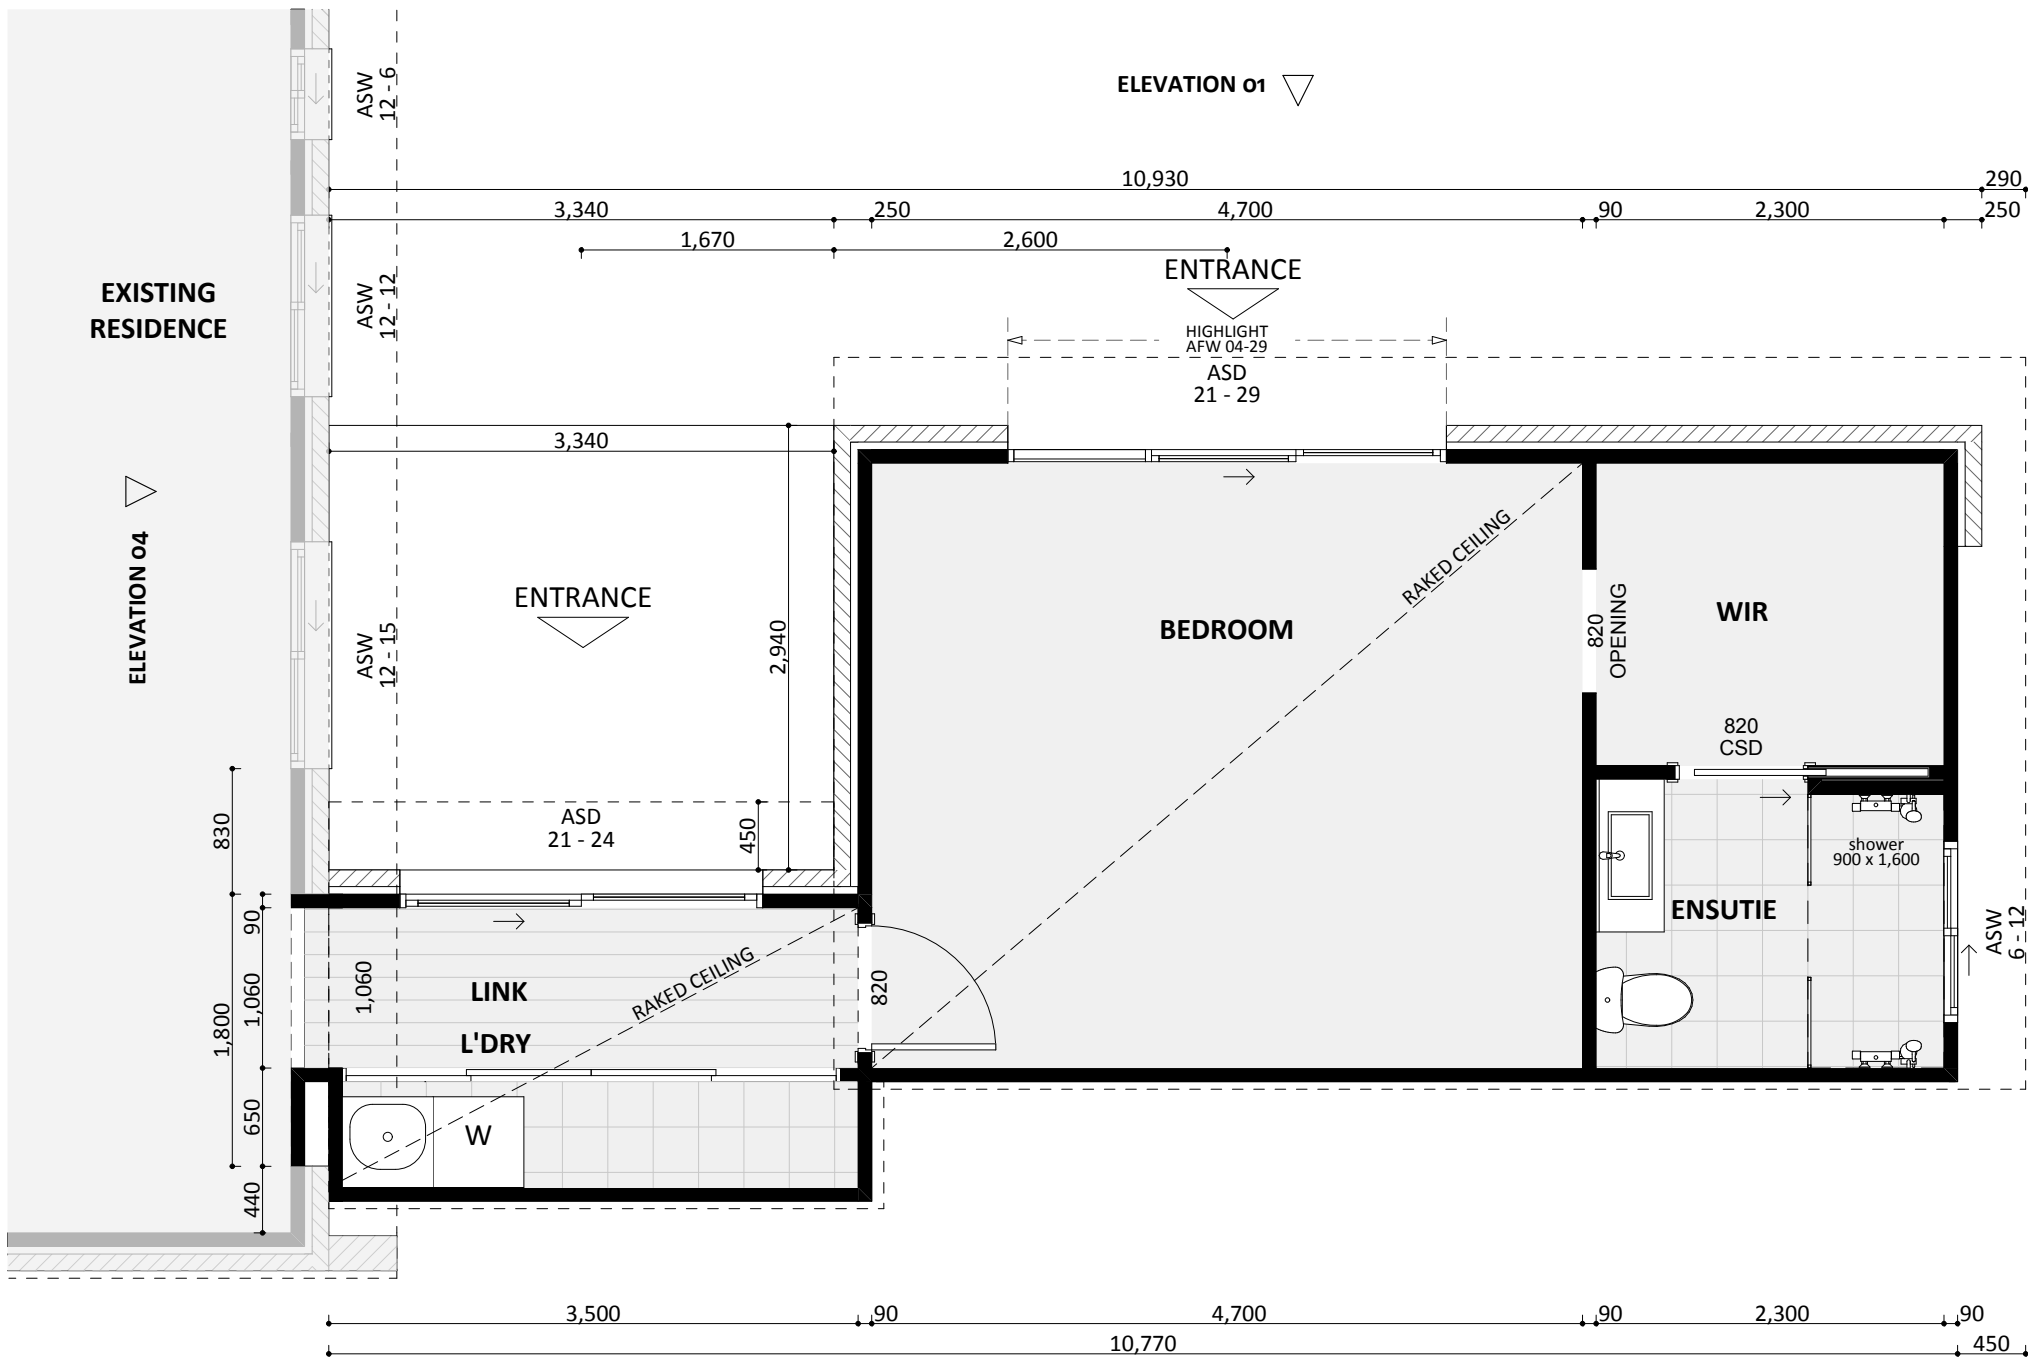 ASW
12 - 6
ELEVATION 01
10,930
290
3,340
250
4,700
90
2,300
250
1,670
2,600
ENTRANCE
EXISTING
RESIDENCE
ASW
12 - 12
HIGHLIGHT
AFW 04-29
ASD
21 - 29
3,340
ELEVATION 04
ENTRANCE
ASW
12 - 15
2,940
RAKED CEILING
BEDROOM
820
OPENING
WIR
820
CSD
830
ASD
21 - 24
450
shower
900 x 1,600
ENSUTIE
ASW
6 - 12
90
1,060
1,800
1,060
LINK
L'DRY
RAKED CEILING
820
650
W
440
3,500
90
4,700
90
2,300
90
10,770
450